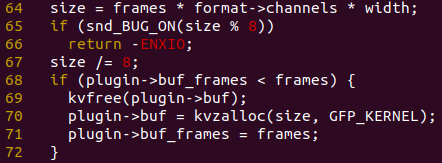 64 size = frames * format->channels * width;
65 if (snd_BUG_ON(size % 8))
66 return -ENXIO;
67 size /= 8;
68 if (plugin->buf_frames < frames) {
69 kvfree(plugin->buf);
70 plugin->buf = kvzalloc(size, GFP_KERNEL);
71 plugin->buf_frames = frames;
72 }